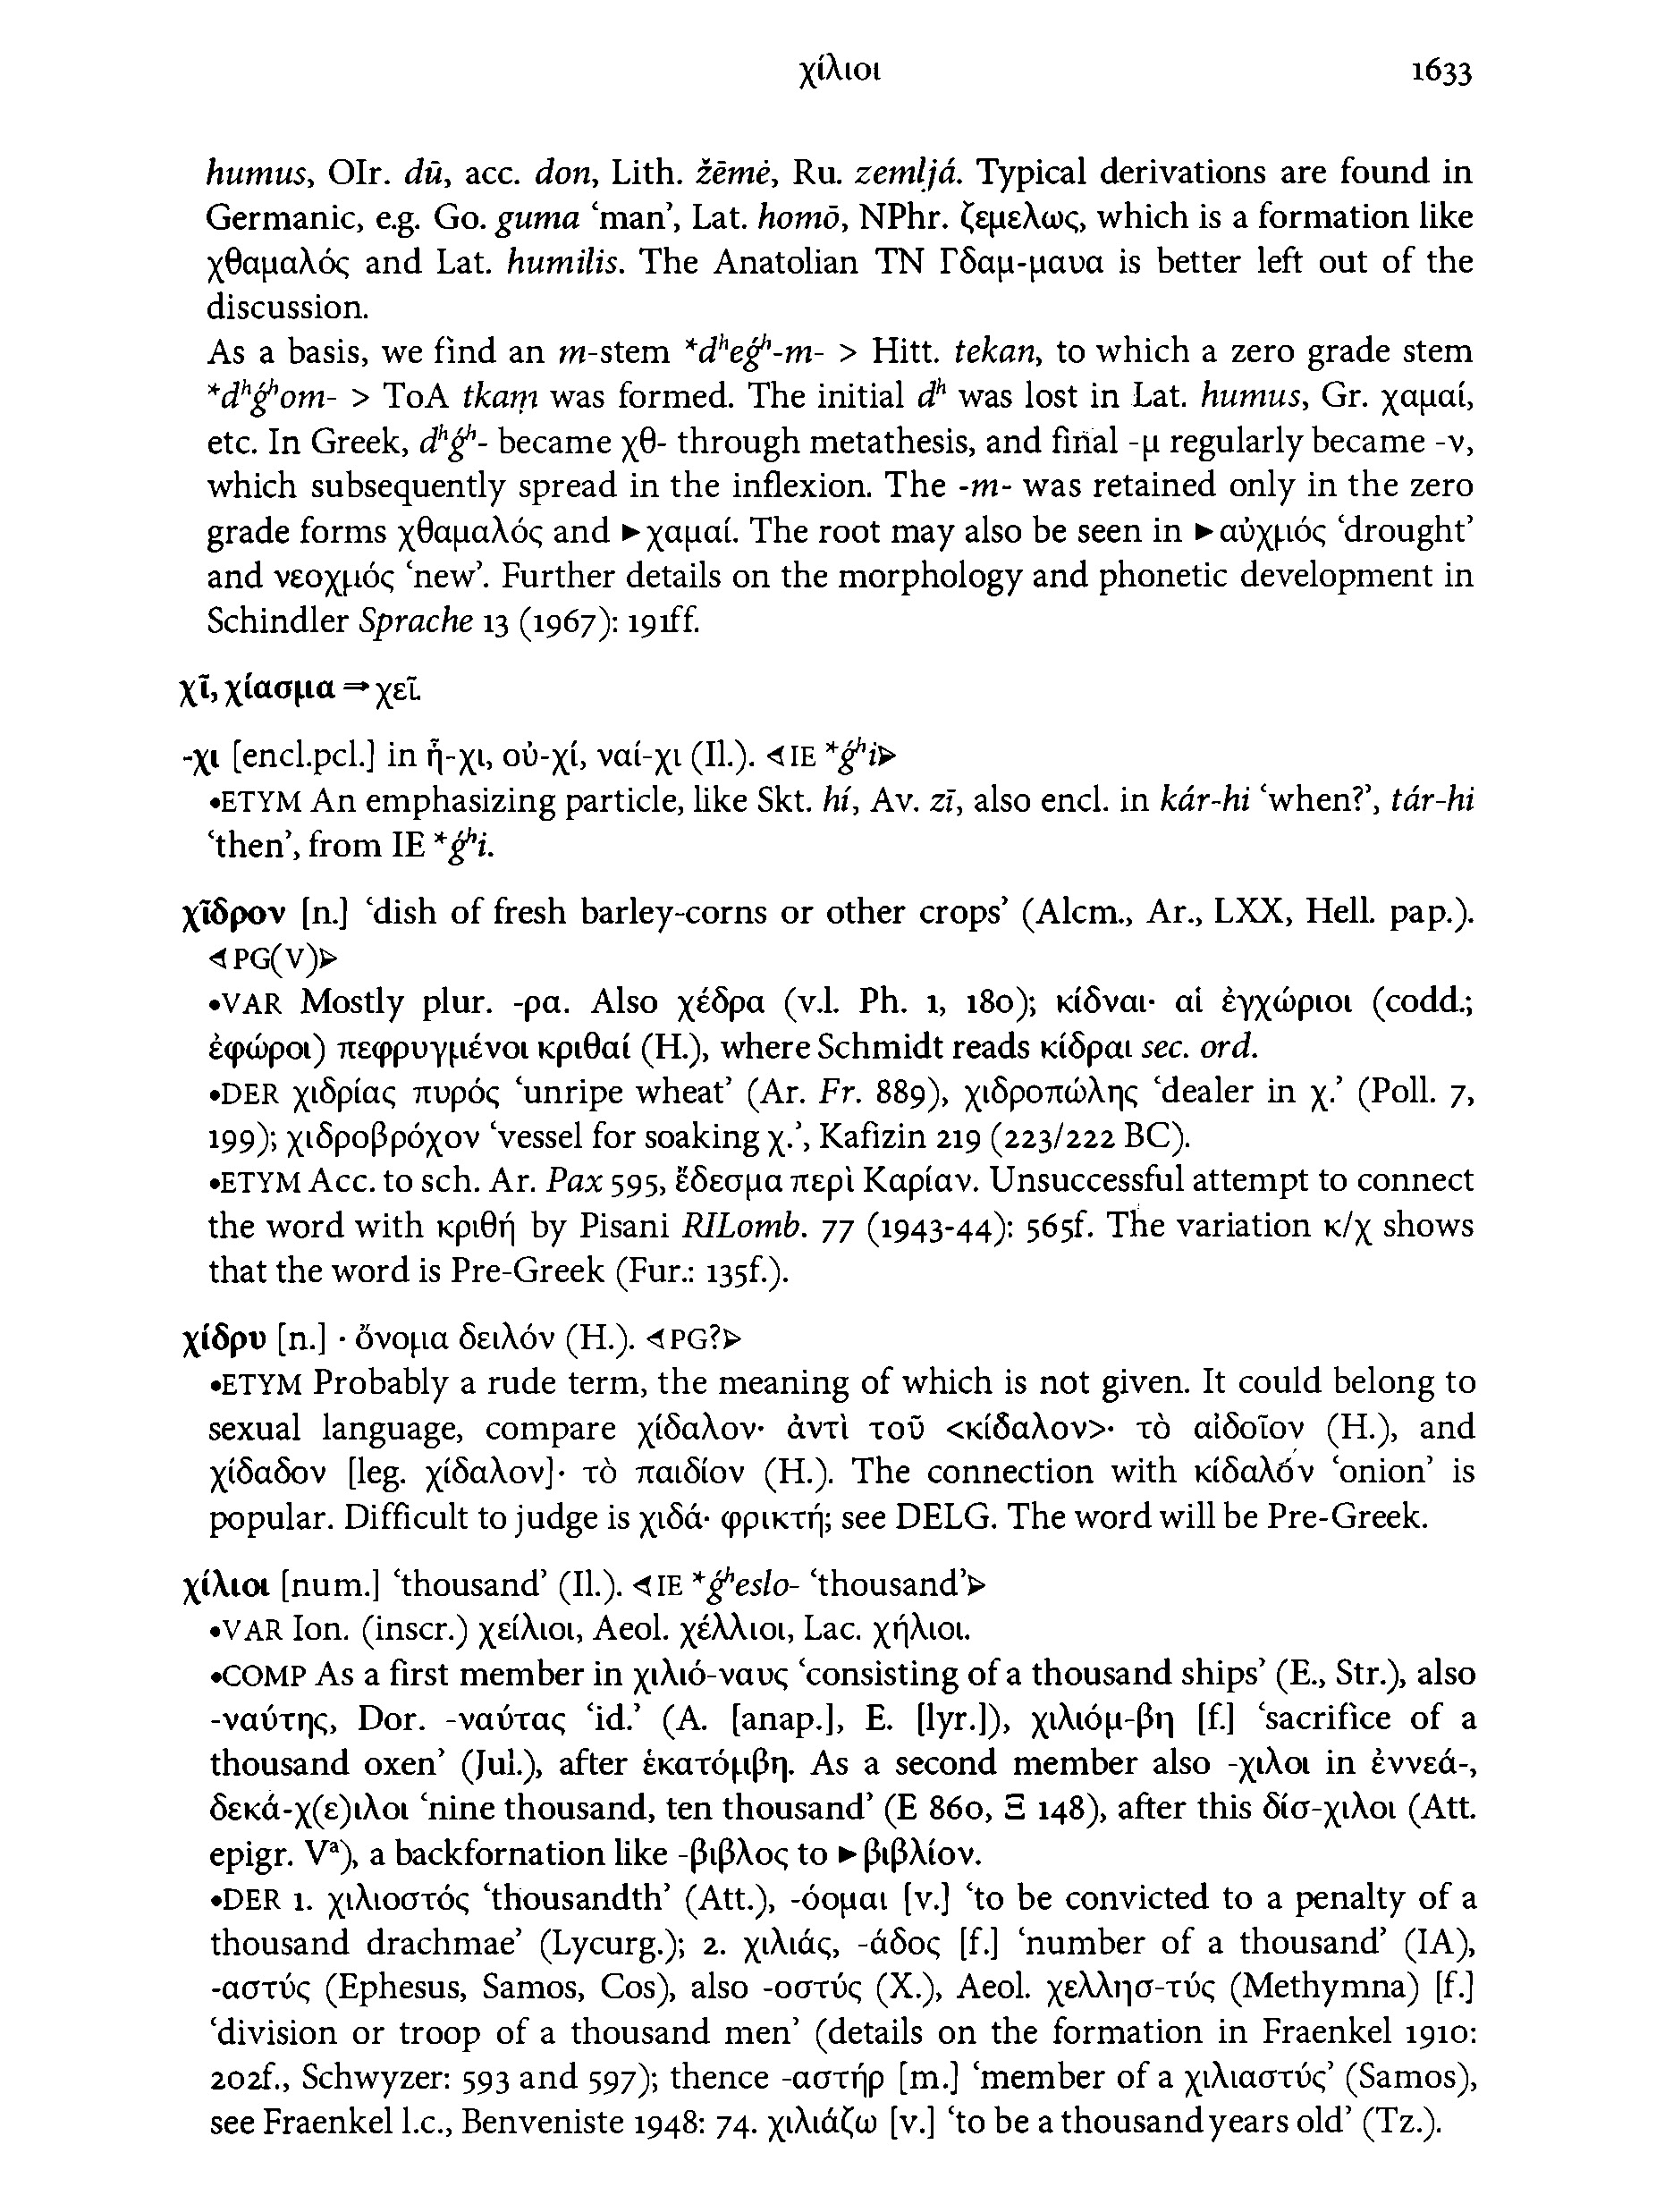 χίλιοι 1633
humus, OIr. dū, acc. don, Lith. žẽmė, Ru. zemljá. Typical derivations are found in
Germanic, e.g. Go. guma ‘man’, Lat. homō, NPhr. ζεμελως, which is a formation like
χθαμαλός and Lat. humilis. The Anatolian TN Γδαμ-μαυα is better left out of the
discussion.
As a basis, we find an m-stem *dʰeǵʰ-m- > Hitt. tekan, to which a zero grade stem
*dʰǵʰom- > ToA tkaṃ was formed. The initial dʰ was lost in Lat. humus, Gr. χαμαί,
etc. In Greek, dʰǵʰ- became χθ- through metathesis, and final -μ regularly became -ν,
which subsequently spread in the inflexion. The -m- was retained only in the zero
grade forms χθαμαλός and ►χαμαί. The root may also be seen in ►αὐχμός ‘drought’
and νεοχμός ‘new’. Further details on the morphology and phonetic development in
Schindler Sprache 13 (1967): 191ff.
χῖ, χίασμα ⇒χεῖ.
-χι [encl.pcl.] in ἧ-χι, οὐ-χί, ναί-χι (Il.). ◁IE *ǵʰi▷
•ETYM An emphasizing particle, like Skt. hí, Av. zī, also encl. in kár-hi ‘when?’, tár-hi
‘then’, from IE *ǵʰi.
χῖδρον [n.] ‘dish of fresh barley-corns or other crops’ (Alcm., Ar., LXX, Hell. pap.).
◁PG(V)▷
•VAR Mostly plur. -ρα. Also χέδρα (v.l. Ph. 1, 180); κίδναι· αἱ ἐγχώριοι (codd.;
ἐφώροι) πεφρυγμένοι κριθαί (H.), where Schmidt reads κίδραι sec. ord.
•DER χιδρίας πυρός ‘unripe wheat’ (Ar. Fr. 889), χιδροπώλης ‘dealer in χ.’ (Poll. 7,
199); χιδροβρόχον ‘vessel for soaking χ.’, Kafizin 219 (223/222 BC).
•ETYM Acc. to sch. Ar. Pax 595, ἔδεσμα περὶ Καρίαν. Unsuccessful attempt to connect
the word with κριθή by Pisani RILomb. 77 (1943-44): 565f. The variation κ/χ shows
that the word is Pre-Greek (Fur.: 135f.).
χίδρυ [n.] · ὄνομα δειλόν (H.). ◁PG?▷
•ETYM Probably a rude term, the meaning of which is not given. It could belong to
sexual language, compare χίδαλον· ἀντὶ τοῦ <κίδαλον>· τὸ αἰδοῖον (H.), and
χίδαδον [leg. χίδαλον]· τὸ παιδίον (H.). The connection with κίδαλόν ‘onion’ is
popular. Difficult to judge is χιδά· φρικτή; see DELG. The word will be Pre-Greek.
χίλιοι [num.] ‘thousand’ (Il.). ◁IE *ǵʰeslo- ‘thousand’▷
•VAR Ion. (inscr.) χείλιοι, Aeol. χέλλιοι, Lac. χήλιοι.
•COMP As a first member in χιλιό-ναυς ‘consisting of a thousand ships’ (E., Str.), also
-ναύτης, Dor. -ναύτας ‘id.’ (A. [anap.], E. [lyr.]), χιλιόμ-βη [f.] ‘sacrifice of a
thousand oxen’ (Jul.), after ἑκατόμβη. As a second member also -χιλοι in ἐννεά-,
δεκά-χ(ε)ιλοι ‘nine thousand, ten thousand’ (Ε 860, Ξ 148), after this δίσ-χιλοι (Att.
epigr. Vᵃ), a backfornation like -βιβλος to ►βιβλίον.
•DER 1. χιλιοστός ‘thousandth’ (Att.), -όομαι [v.] ‘to be convicted to a penalty of a
thousand drachmae’ (Lycurg.); 2. χιλιάς, -άδος [f.] ‘number of a thousand’ (IA),
-αστύς (Ephesus, Samos, Cos), also -οστύς (X.), Aeol. χελλησ-τύς (Methymna) [f.]
‘division or troop of a thousand men’ (details on the formation in Fraenkel 1910:
202f., Schwyzer: 593 and 597); thence -αστήρ [m.] ‘member of a χιλιαστύς’ (Samos),
see Fraenkel l.c., Benveniste 1948: 74. χιλιάζω [v.] ‘to be a thousand years old’ (Tz.).